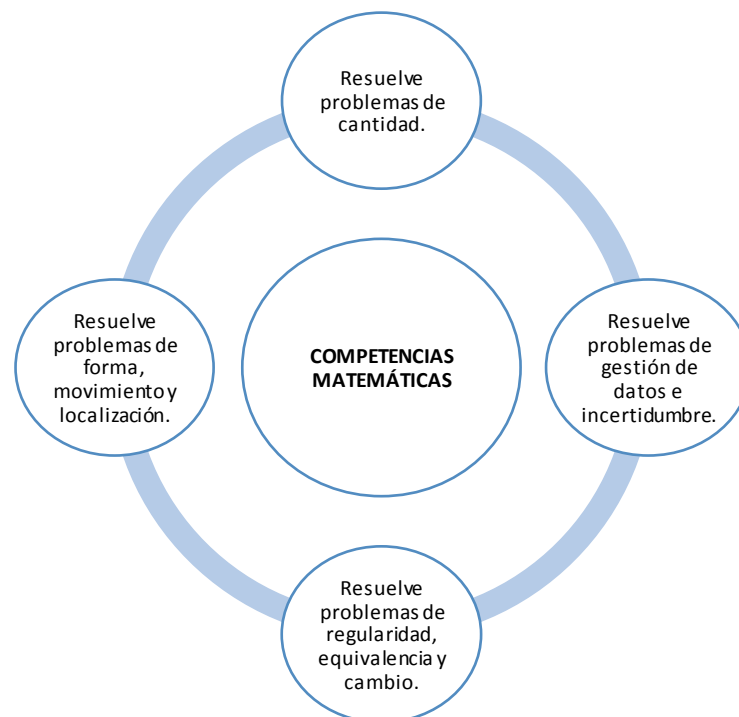 Resuelve
problemas de
cantidad.
Resuelve
problemas de
forma,
movimiento y
localización.
COMPETENCIAS
MATEMÁTICAS
Resuelve
problemas de
gestión de
datos e
incertidumbre.
Resuelve
problemas de
regularidad,
equivalencia y
cambio.